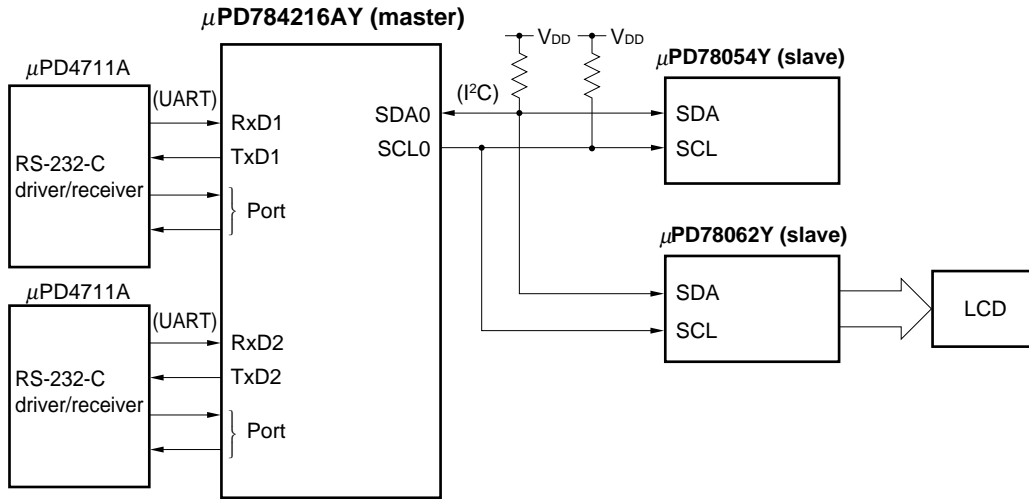 µPD784216AY (master)
VDD
VDD
µPD4711A
(UART)
RS-232-C
driver/receiver
RxD1
TxD1
Port
SDA0
SCL0
(I²C)
µPD78054Y (slave)
SDA
SCL
µPD78062Y (slave)
SDA
SCL
LCD
µPD4711A
(UART)
RS-232-C
driver/receiver
RxD2
TxD2
Port